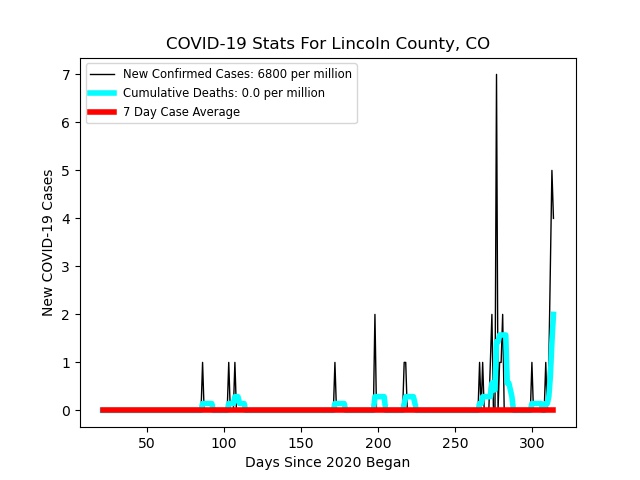 COVID-19 Stats For Lincoln County, CO
New Confirmed Cases: 6800 per million
Cumulative Deaths: 0.0 per million
7 Day Case Average
New COVID-19 Cases
7
6
5
4
3
2
1
0
50 100 150 200 250 300
Days Since 2020 Began